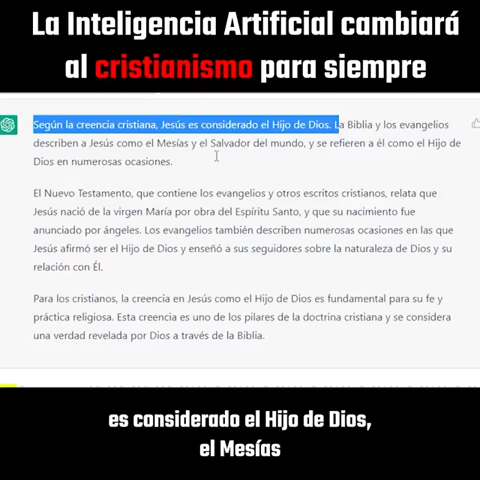 La Inteligencia Artificial cambiará
al cristianismo para siempre
Según la creencia cristiana, Jesús es considerado el Hijo de Dios. La Biblia y los evangelios
describen a Jesús como el Mesías y el Salvador del mundo, y se refieren a él como el Hijo de
Dios en numerosas ocasiones.
El Nuevo Testamento, que contiene los evangelios y otros escritos cristianos, relata que
Jesús nació de la virgen María por obra del Espíritu Santo, y que su nacimiento fue
anunciado por ángeles. Los evangelios también describen numerosas ocasiones en las que
Jesús afirmó ser el Hijo de Dios y enseñó a sus seguidores sobre la naturaleza de Dios y su
relación con Él.
Para los cristianos, la creencia en Jesús como el Hijo de Dios es fundamental para su fe y
práctica religiosa. Esta creencia es uno de los pilares de la doctrina cristiana y se considera
una verdad revelada por Dios a través de la Biblia.
es considerado el Hijo de Dios,
el Mesías